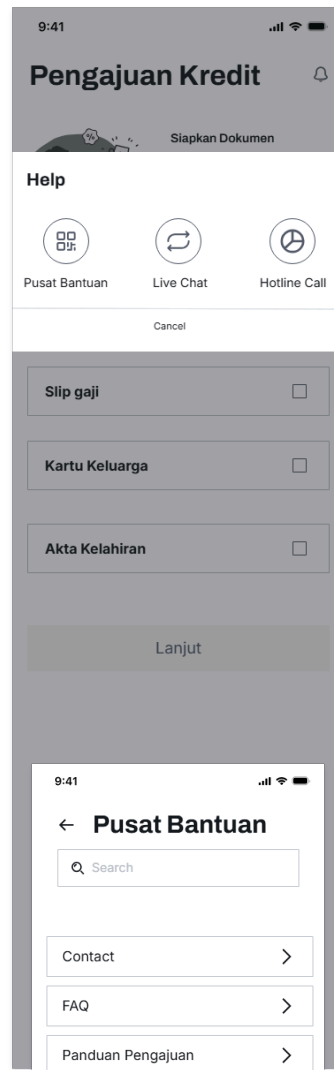 9:41
Pengajuan Kredit
%
Siapkan Dokumen
Help
Pusat Bantuan Live Chat Hotline Call
Cancel
Slip gaji
Kartu Keluarga
Akta Kelahiran
Lanjut
9:41
Pusat Bantuan
Search
Contact
FAQ
Panduan Pengajuan